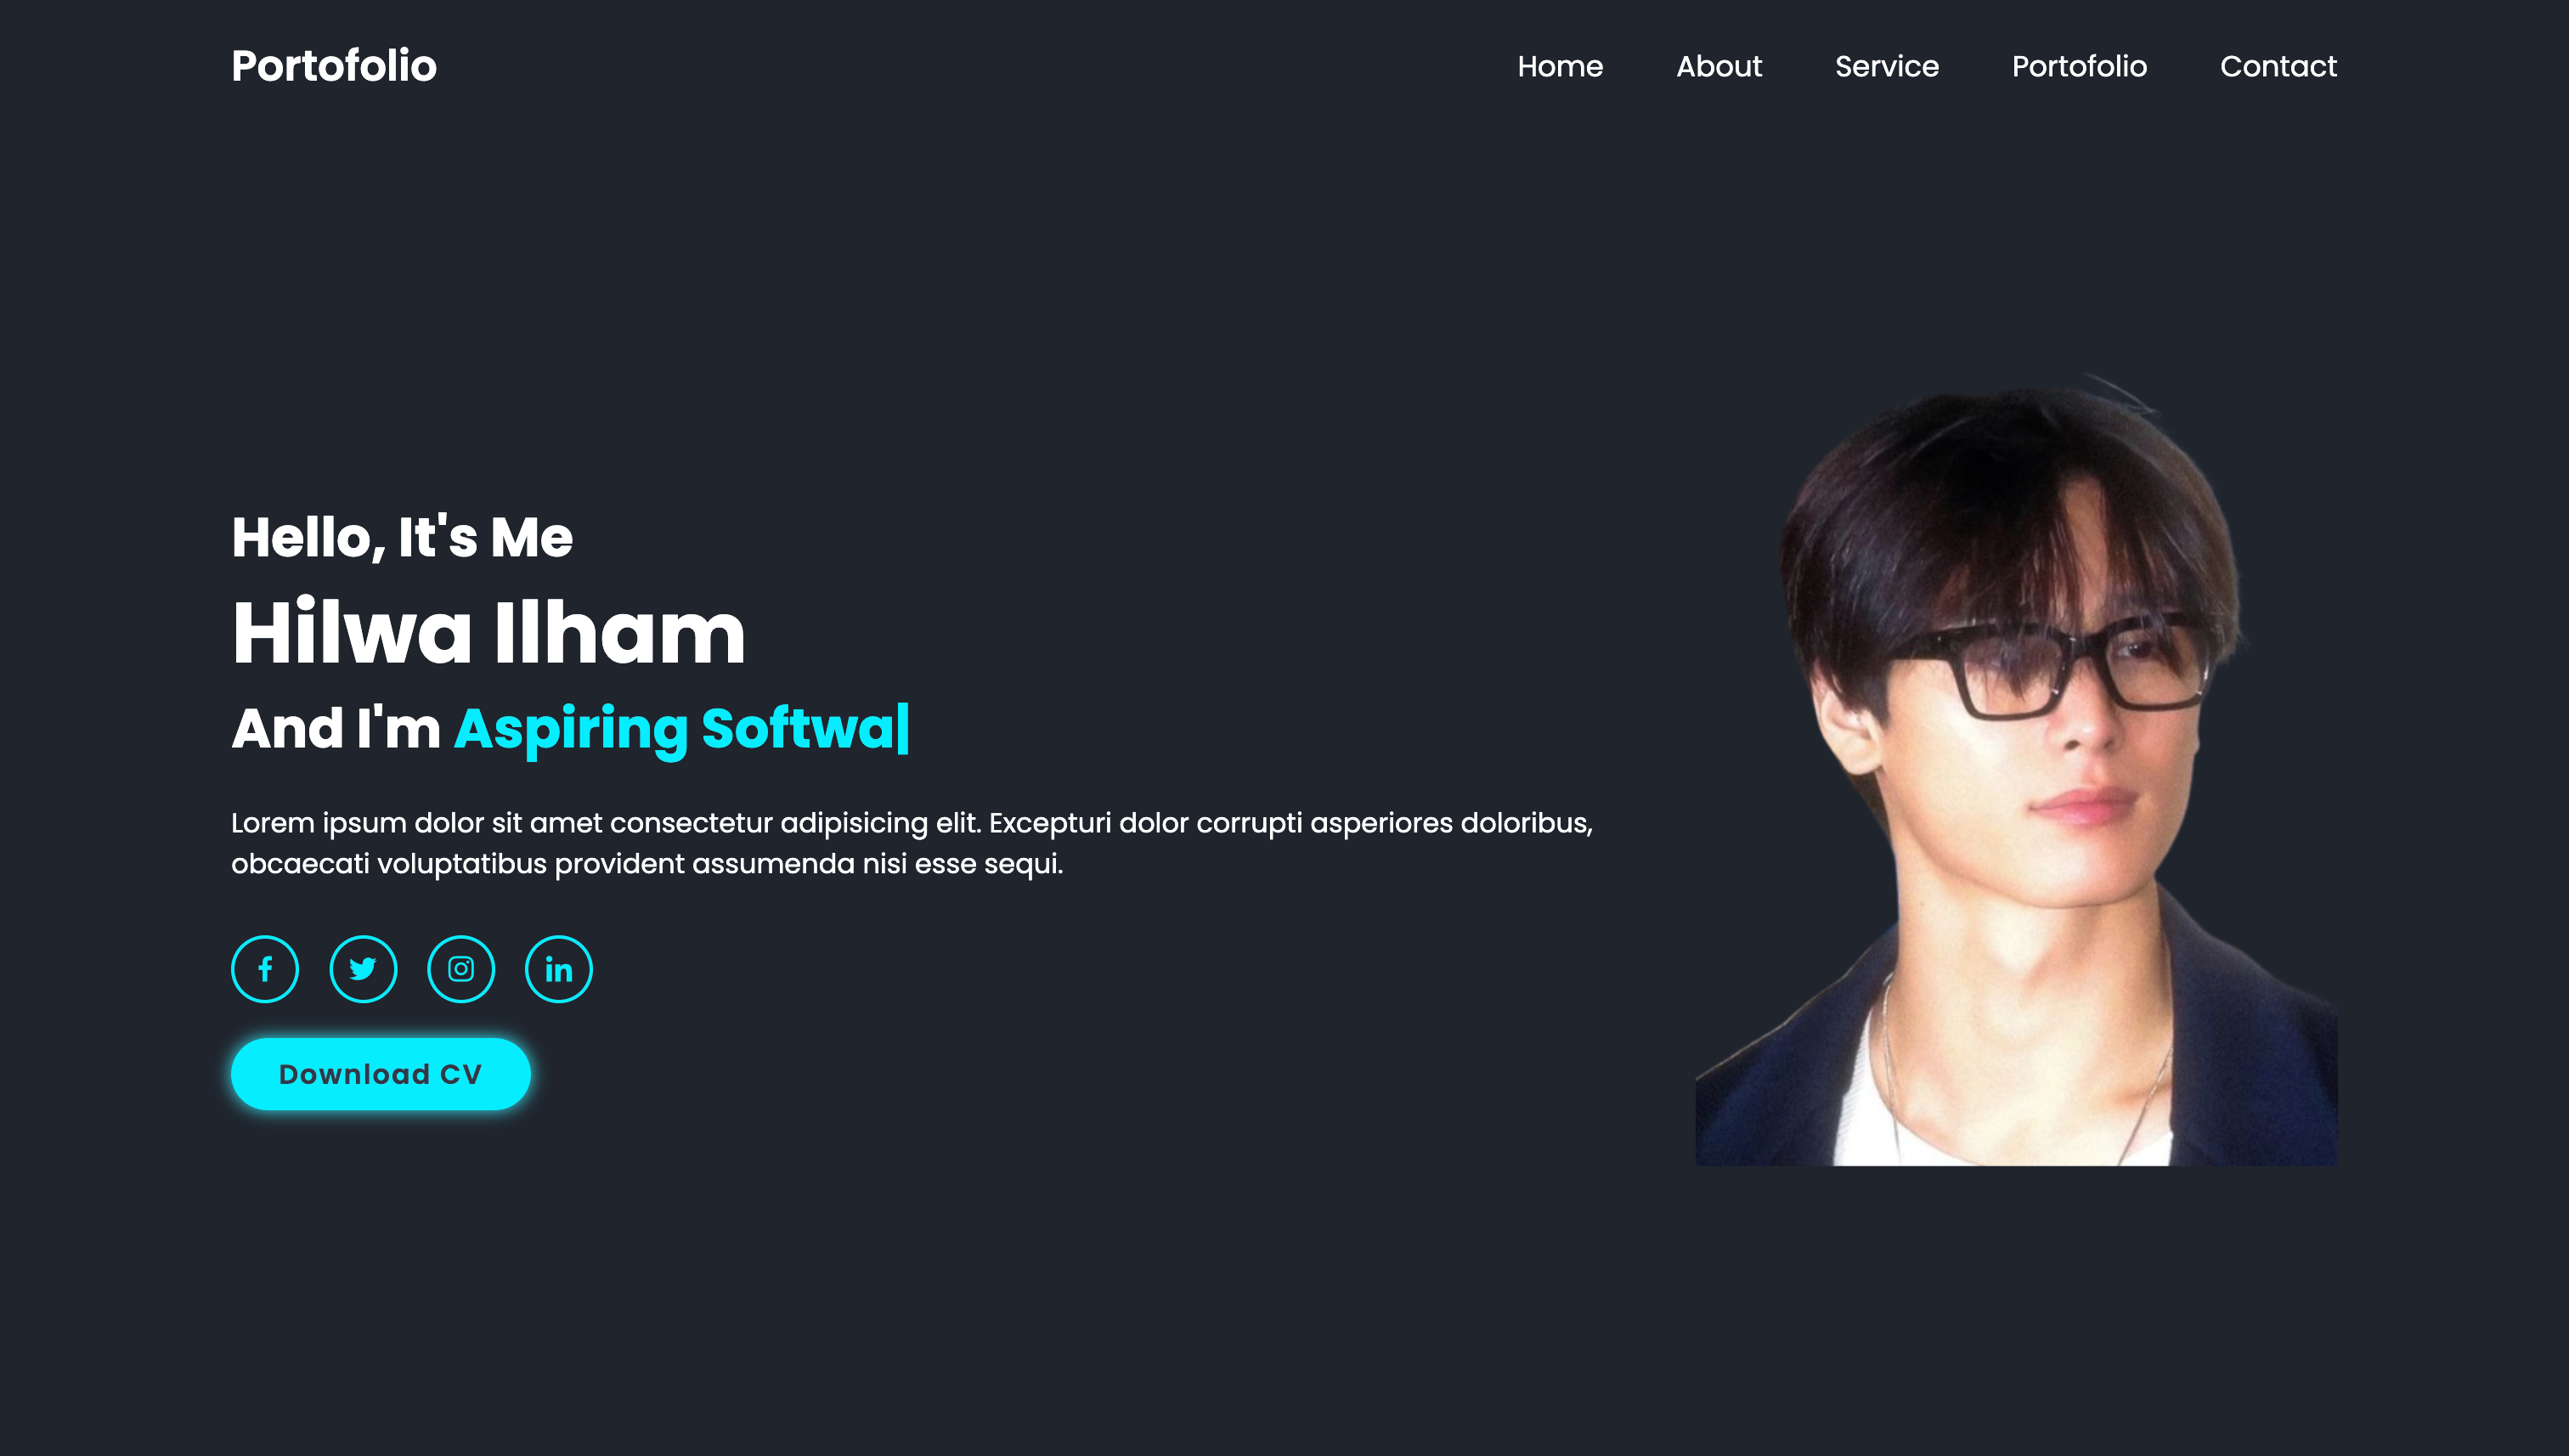 Portofolio
Home About Service Portofolio Contact
Hello, It's Me
Hilwa Ilham
And I'm Aspiring Softwa|
Lorem ipsum dolor sit amet consectetur adipisicing elit. Excepturi dolor corrupti asperiores doloribus,
obcaecati voluptatibus provident assumenda nisi esse sequi.
Download CV